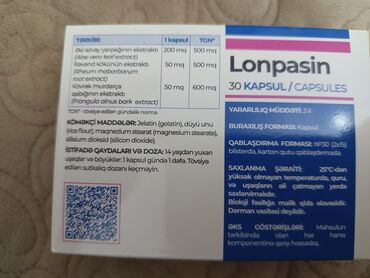 TƏRKİBİ: 1 kapsul TGN*
Əsl əzvay yarpağının ekstraktı 200 mq 500 mq
(Aloe vera leaf extract)
Rəvənd kökünün ekstraktı 50 mq 500 mq
(Rheum rhabarbarum
root extract)
Kövrək murdarça 50 mq 600 mq
qabığının ekstraktı
(Frangula alnus bark extract)
TGN* - tövsiyə edilən gündəlik norma
KÖMƏKÇİ MADDƏLƏR: Jelatin (gelatin), düyü unu
(rice flour), magnezium stearat (magnesium stearate),
silisium dioksid (silicon dioxide).
İSTİFADƏ QAYDALARI VƏ DOZA: 14 yaşdan yuxarı
uşaqlar və böyüklər: 1 kapsul gündə 1 dəfə. Tövsiyə
edilən sutkalıq dozanı keçməyin.
Lonpasin
30 KAPSUL / CAPSULES
YARARLILIQ MÜDDƏTİ: 3 il
BURAXILIŞ FORMASI: Kapsul
QABLAŞDIRMA FORMASI: №30 (2x15)
blisterdə, karton qutu qablaşdırmada.
SAXLANMA ŞƏRAİTİ: 25°C-dən
yüksək olmayan temperaturda, quru,
və uşaqların əli çatmayan yerdə
saxlanılmalıdır.
Bioloji fəallığa malik qida əlavəsidir.
Dərman vasitəsi deyildir.
ƏKS GÖSTƏRİŞLƏRİ: Məhsulun
tərkibində olan hər hansı
komponentinə qarşı həssaslıq.